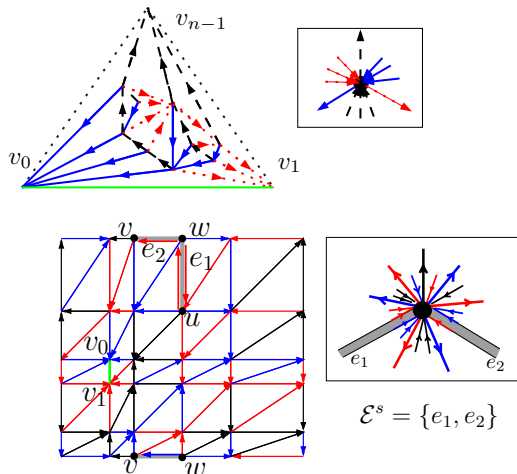 v_{n-1}
v_0
v_1
v
w
e_2
e_1
u
v_0
v_1
v
w
e_1
e_2
\mathcal{E}^s = \{e_1, e_2\}